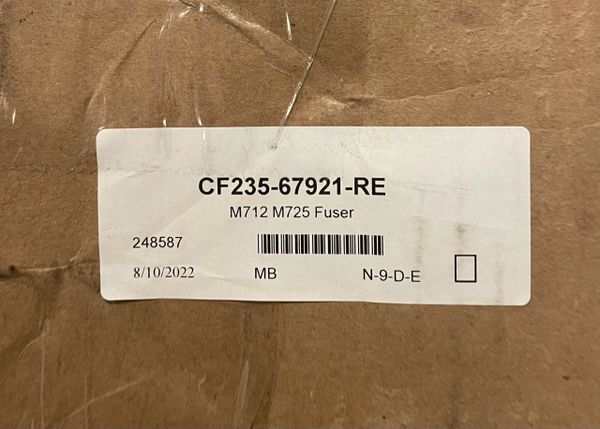 CF235-67921-RE
M712 M725 Fuser
248587
8/10/2022 MB N-9-D-E